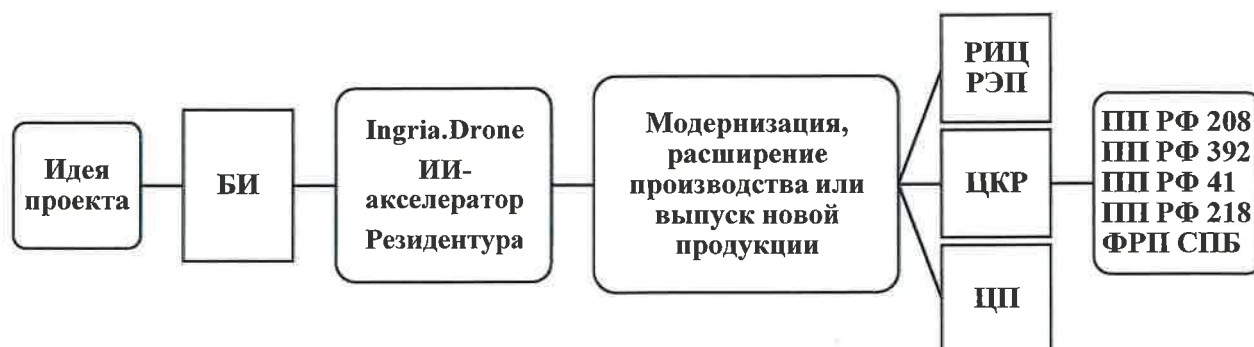 Идея
проекта
БИ
Ingria.Drone
ИИ-
акселератор
Резидентура
Модернизация,
расширение
производства или
выпуск новой
продукции
РИЦ
РЭП
ЦКР
ЦП
ПП РФ 208
ПП РФ 392
ПП РФ 41
ПП РФ 218
ФРП СПБ